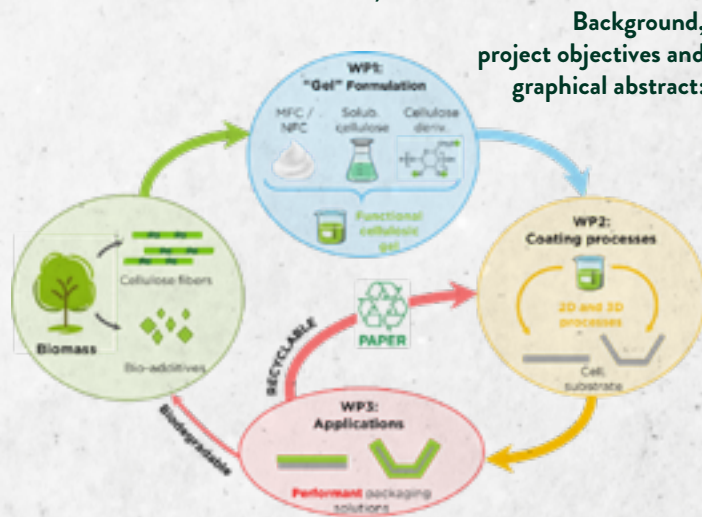 Background,
project objectives and
graphical abstract:
WP1:
"Gel" Formulation
MFC /
NFC
Solub.
cellulose
Cellulose
deriv.
Functional
cellulosic
gel
WP2:
Coating processes
2D and 3D
processes
Cell.
substrate
Cellulose fibers
Biomass
Bio-additives
RECYCLABLE
PAPER
Biodegradable
WP3:
Applications
Performant packaging
solutions